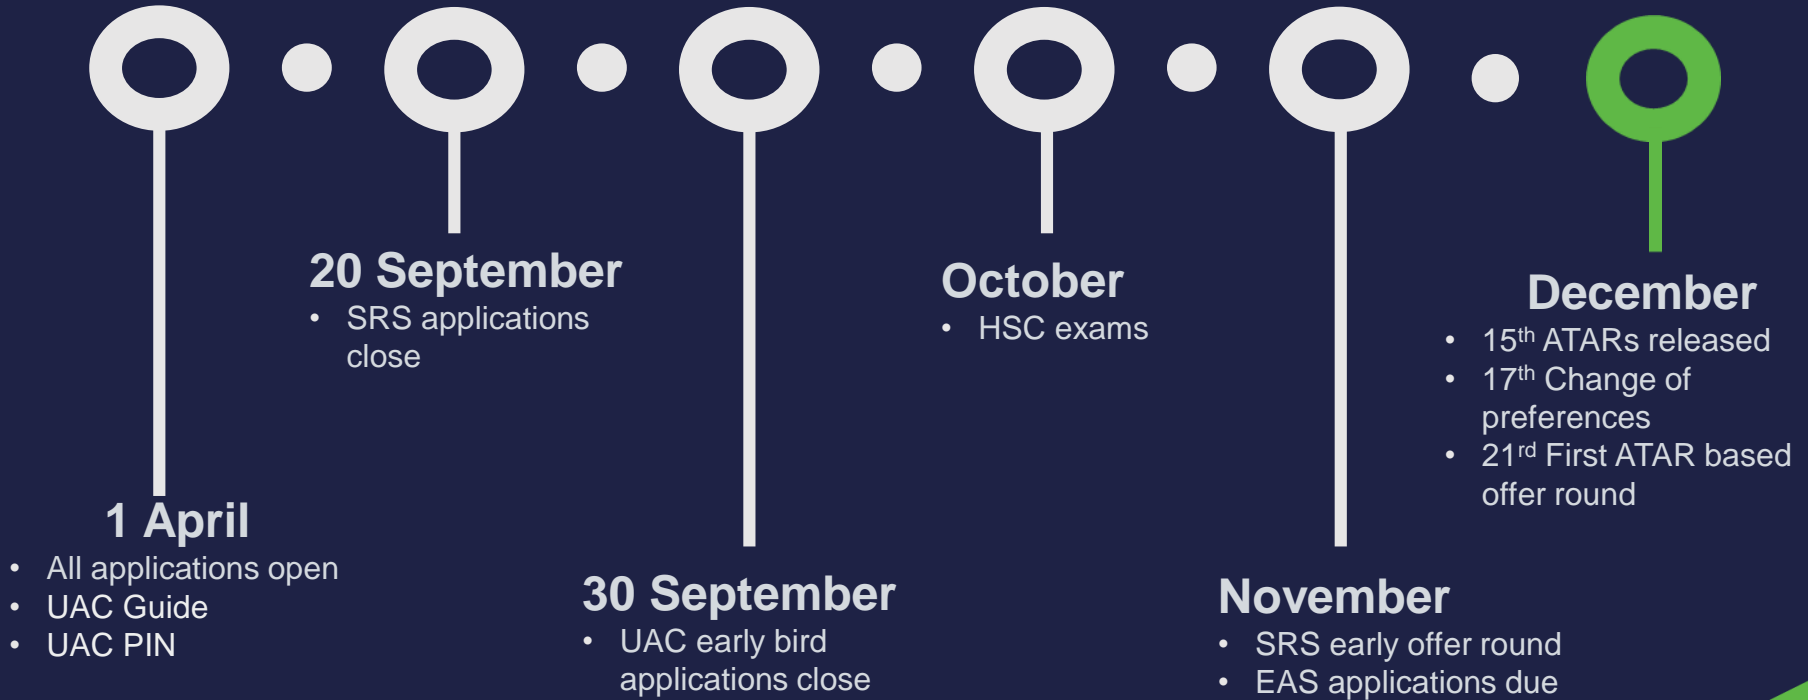 1 April
• All applications open
• UAC Guide
• UAC PIN
20 September
• SRS applications
close
30 September
• UAC early bird
applications close
October
• HSC exams
November
• SRS early offer round
• EAS applications due
December
• 15th ATARs released
• 17th Change of
preferences
• 21rd First ATAR based
offer round